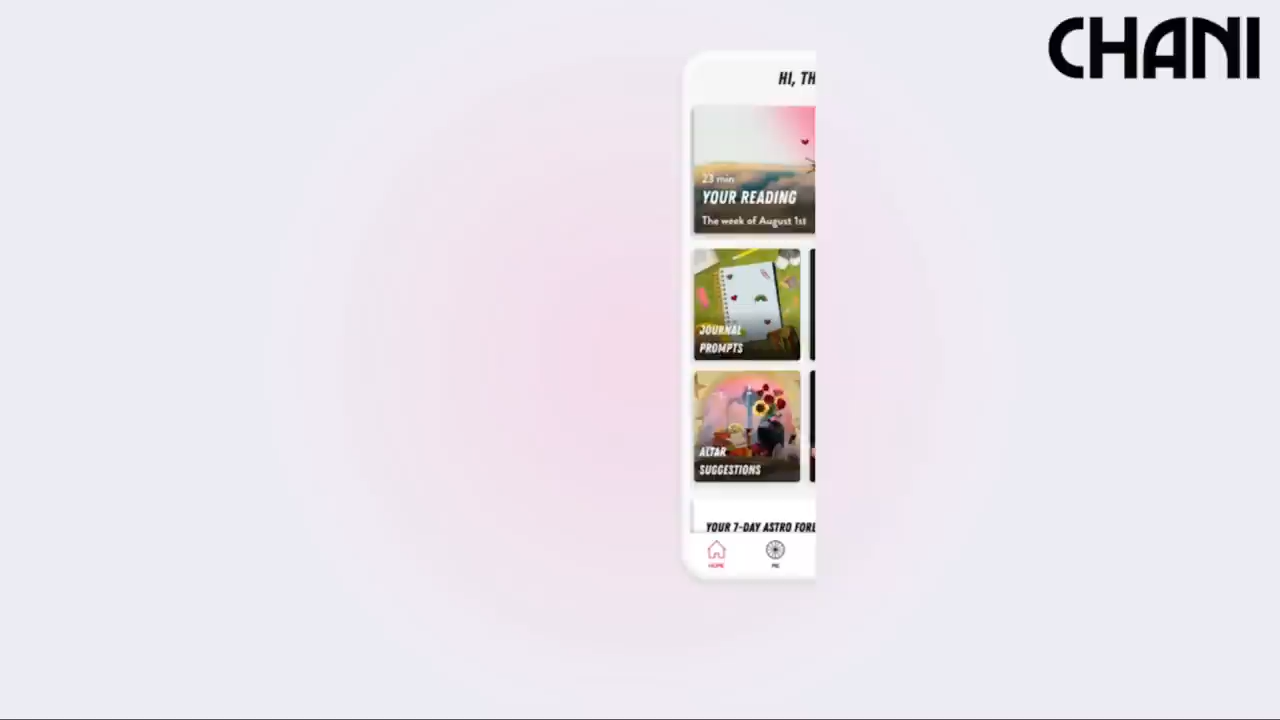 CHANI
HI, TH
23 min
YOUR READING
The week of August 1st
JOURNAL
PROMPTS
ALTAR
SUGGESTIONS
YOUR 7-DAY ASTRO FORE
HOME
ME